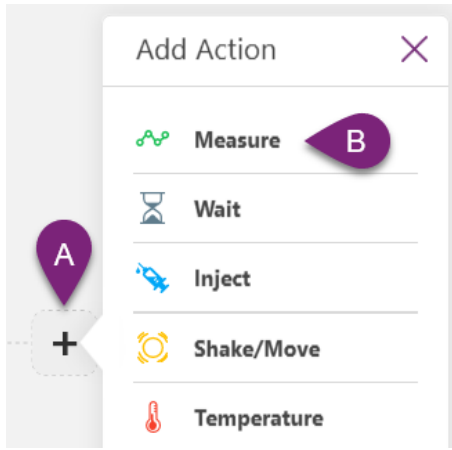 Add Action
Measure
B
Wait
A
Inject
+
Shake/Move
Temperature